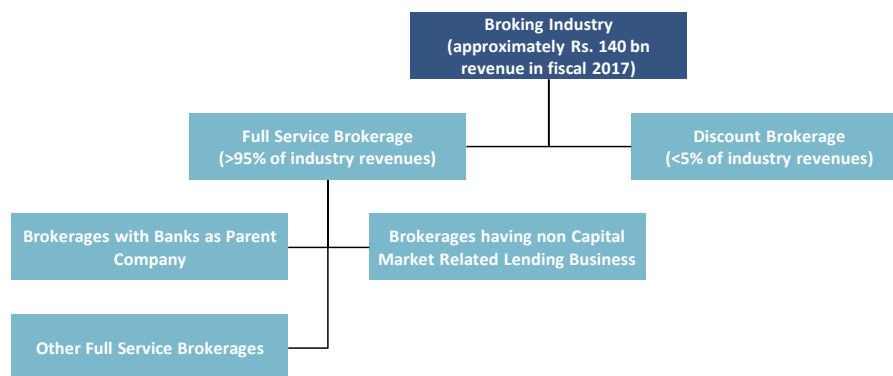 Broking Industry
(approximately Rs. 140 bn
revenue in fiscal 2017)
Full Service Brokerage
(>95% of industry revenues)
Discount Brokerage
(<5% of industry revenues)
Brokerages with Banks as Parent
Company
Brokerages having non Capital
Market Related Lending Business
Other Full Service Brokerages